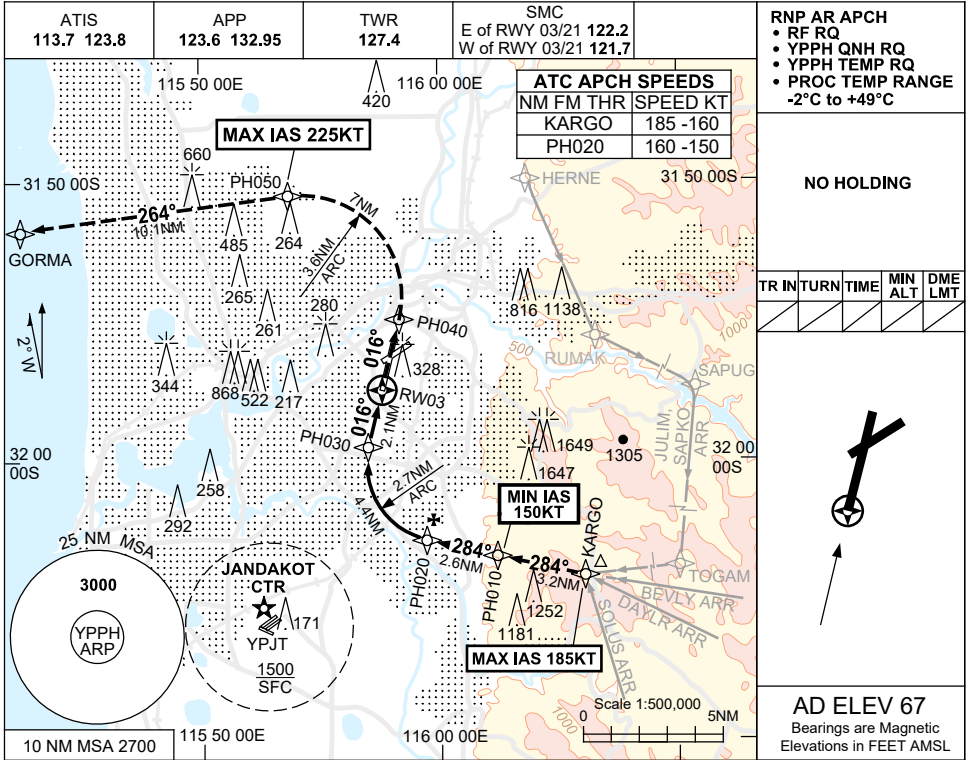 ATIS
113.7 123.8
APP
123.6 132.95
TWR
127.4
SMC
E of RWY 03/21 122.2
W of RWY 03/21 121.7
RNP AR APCH
• RF RQ
• YPPH QNH RQ
• YPPH TEMP RQ
• PROC TEMP RANGE
-2°C to +49°C
NO HOLDING
TR IN
TURN
TIME
MIN ALT
DME LMT
AD ELEV 67
Bearings are Magnetic
Elevations in FEET AMSL
115 50 00E
116 00 00E
420
ATC APCH SPEEDS
NM FM THR SPEED KT
KARGO 185 -160
PH020 160 -150
MAX IAS 225KT
660
PH050
HERNE
31 50 00S
31 50 00S
264°
10.1NM
7NM
GORMA
485
264
3.6NM
ARC
265
261
280
816
1138
2°W
PH040
RUMAK
500
1000
016°
328
344
868
522
217
RW03
SAPUG
016°
2.1NM
PH030
JULIM,
SAPKO
ARR
1649
1647
1305
32 00
00S
32 00
00S
2.7NM
ARC
4.4NM
258
292
MIN IAS
150KT
KARGO
284°
2.6NM
284°
3.2NM
PH020
PH010
TOGAM
BEVLY ARR
DAYLR ARR
SOLUS ARR
1252
1181
25 NM MSA
3000
YPPH
ARP
JANDAKOT
CTR
171
YPJT
1500
SFC
MAX IAS 185KT
1000
Scale 1:500,000
0
5NM
10 NM MSA 2700
115 50 00E
116 00 00E